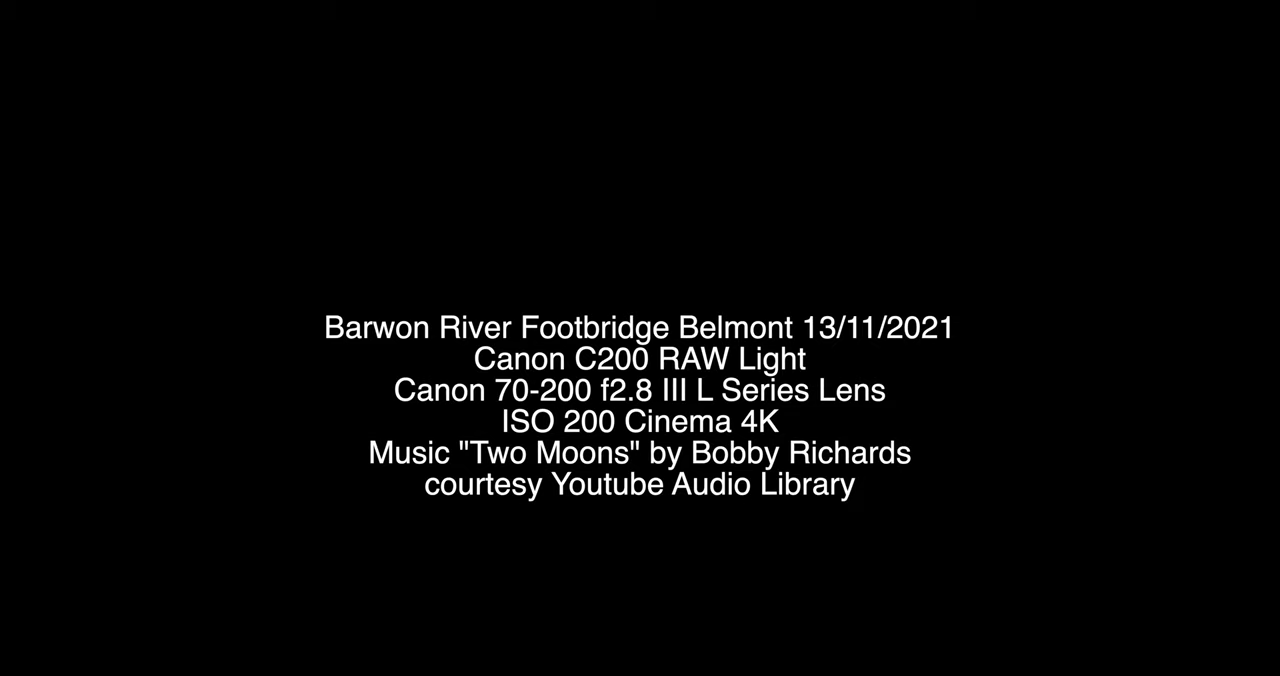 Barwon River Footbridge Belmont 13/11/2021
Canon C200 RAW Light
Canon 70-200 f2.8 III L Series Lens
ISO 200 Cinema 4K
Music "Two Moons" by Bobby Richards
courtesy Youtube Audio Library